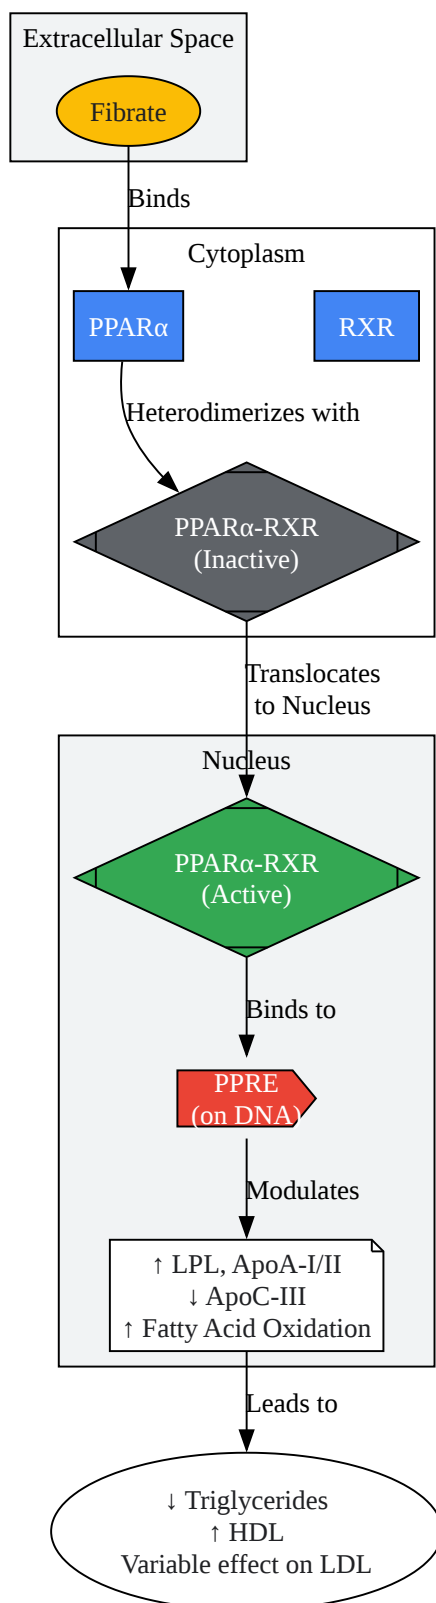 Extracellular Space
Fibrate
Binds
Cytoplasm
PPARα
RXR
Heterodimerizes with
PPARα-RXR
(Inactive)
Translocates
to Nucleus
Nucleus
PPARα-RXR
(Active)
Binds to
PPRE
(on DNA)
Modulates
↑ LPL, ApoA-I/II
↓ ApoC-III
↑ Fatty Acid Oxidation
Leads to
↓ Triglycerides
↑ HDL
Variable effect on LDL